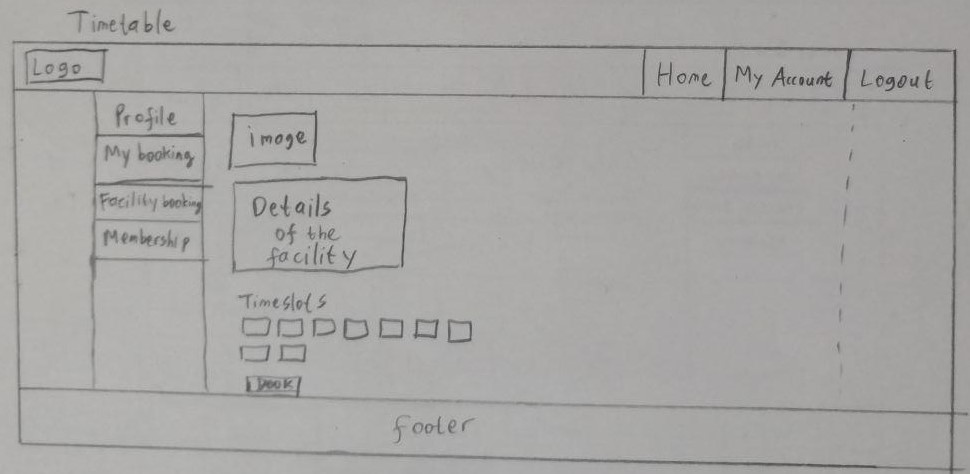 Timetable
Logo
Home
My Account
Logout
Profile
My booking
Facility booking
Membership
image
Details
of the
facility
Timeslots
Book
footer